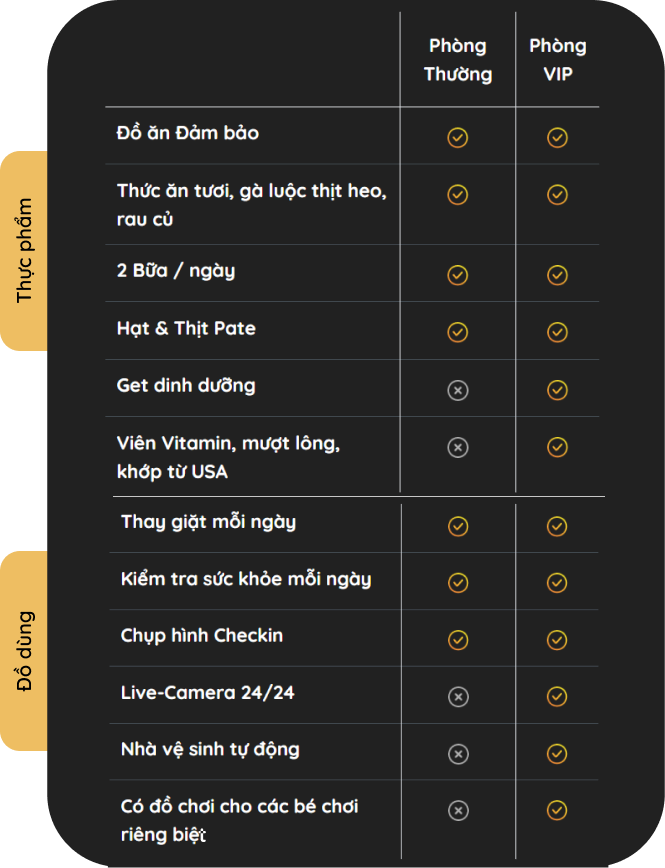 Phòng
Thường
Phòng
VIP
Thực phẩm
Đồ ăn Đảm bảo
Thức ăn tươi, gà luộc thịt heo,
rau củ
2 Bữa / ngày
Hạt & Thịt Pate
Get dinh dưỡng
Viên Vitamin, mượt lông,
khớp từ USA
Đồ dùng
Thay giặt mỗi ngày
Kiểm tra sức khỏe mỗi ngày
Chụp hình Checkin
Live-Camera 24/24
Nhà vệ sinh tự động
Có đồ chơi cho các bé chơi
riêng biệt